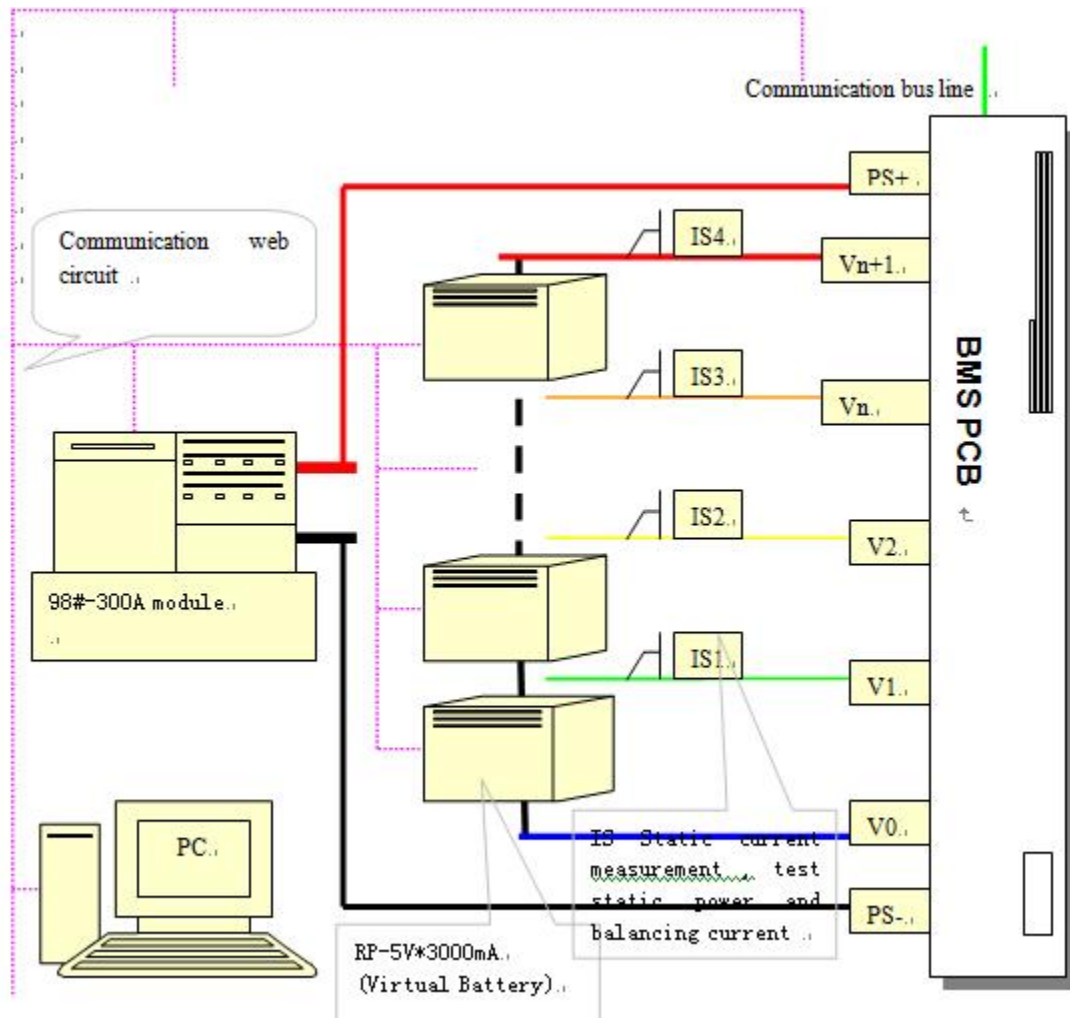 Communication bus line
PS+
IS4
Communication web
circuit
Vn+1
IS3
Vn
BMS PCB
IS2
V2
98#-300A module
IS1
V1
PC
V0
IS Static current
measurement , test
static power and
balancing current
PS-
RP-5V*3000mA
(Virtual Battery)